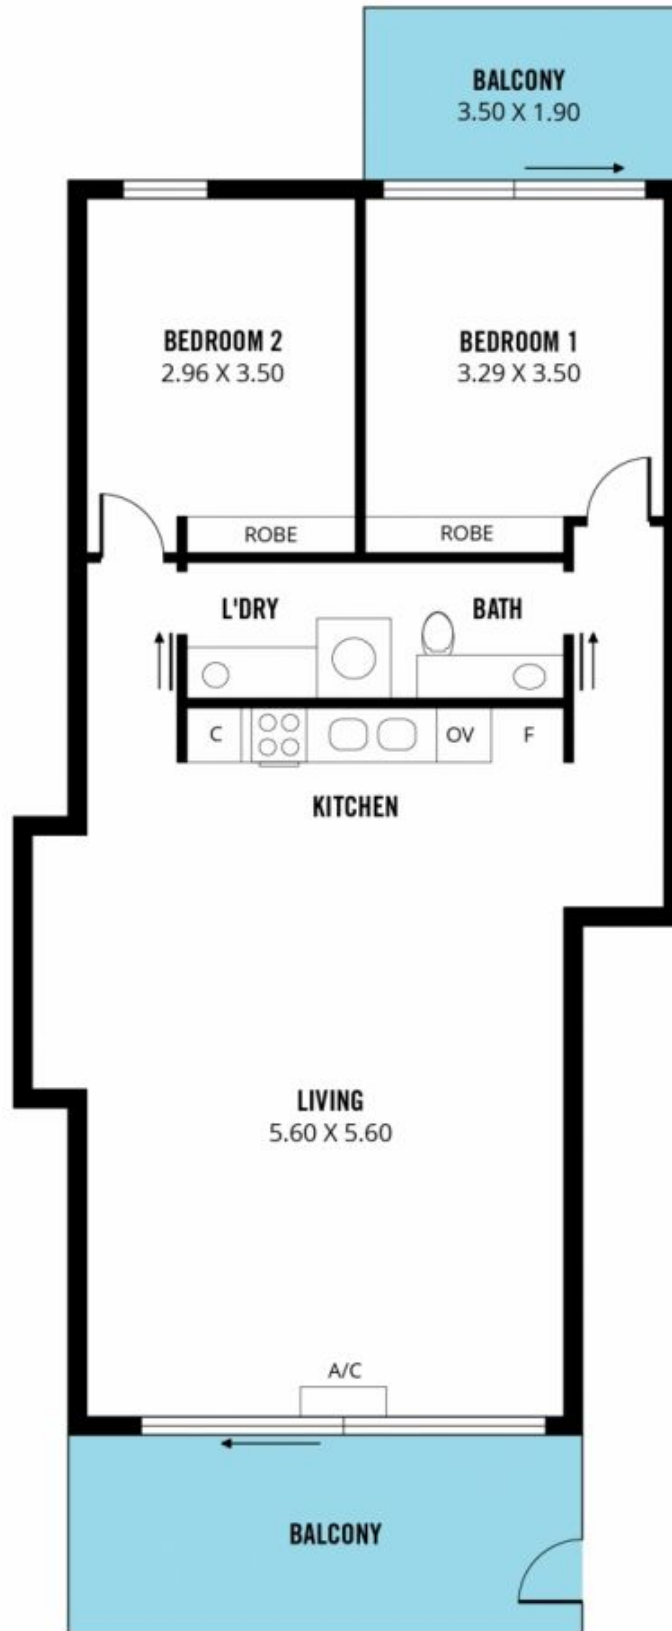 BALCONY
3.50 X 1.90
BEDROOM 2
2.96 X 3.50
BEDROOM 1
3.29 X 3.50
ROBE
ROBE
L'DRY
BATH
C
OV
F
KITCHEN
LIVING
5.60 X 5.60
A/C
BALCONY